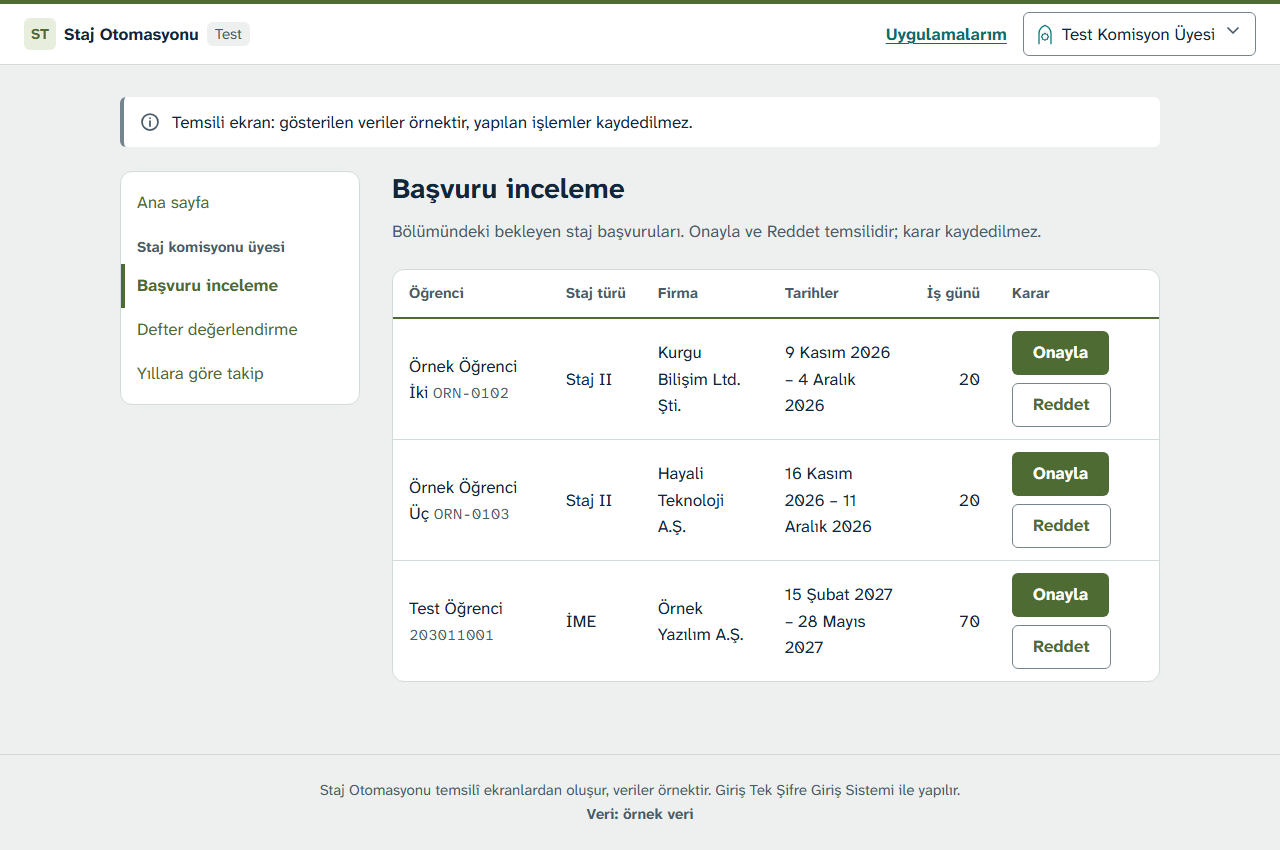 ST Staj Otomasyonu Test
Uygulamalarım
Test Komisyon Üyesi
Temsili ekran: gösterilen veriler örnektir, yapılan işlemler kaydedilmez.
Ana sayfa
Staj komisyonu üyesi
Başvuru inceleme
Defter değerlendirme
Yıllara göre takip
Başvuru inceleme
Bölümündeki bekleyen staj başvuruları. Onayla ve Reddet temsilidir; karar kaydedilmez.
Öğrenci Staj türü Firma Tarihler İş günü Karar
Örnek Öğrenci
İki ORN-0102
Staj II
Kurgu
Bilişim Ltd.
Şti.
9 Kasım 2026
– 4 Aralık
2026
20
Onayla
Reddet
Örnek Öğrenci
Üç ORN-0103
Staj II
Hayali
Teknoloji
A.Ş.
16 Kasım
2026 – 11
Aralık 2026
20
Onayla
Reddet
Test Öğrenci
203011001
İME
Örnek
Yazılım A.Ş.
15 Şubat 2027
– 28 Mayıs
2027
70
Onayla
Reddet
Staj Otomasyonu temsilî ekranlardan oluşur, veriler örnektir. Giriş Tek Şifre Giriş Sistemi ile yapılır.
Veri: örnek veri